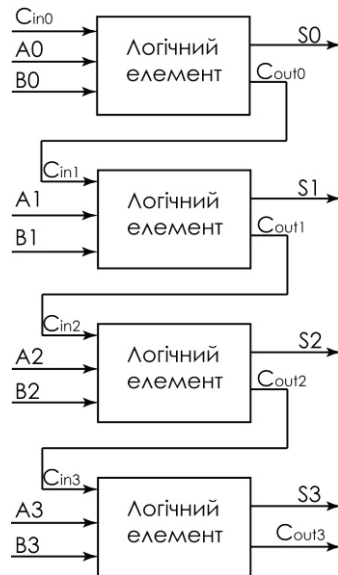 Cin0
A0
B0
Логічний
елемент
S0
Cout0
Cin1
A1
B1
Логічний
елемент
S1
Cout1
Cin2
A2
B2
Логічний
елемент
S2
Cout2
Cin3
A3
B3
Логічний
елемент
S3
Cout3